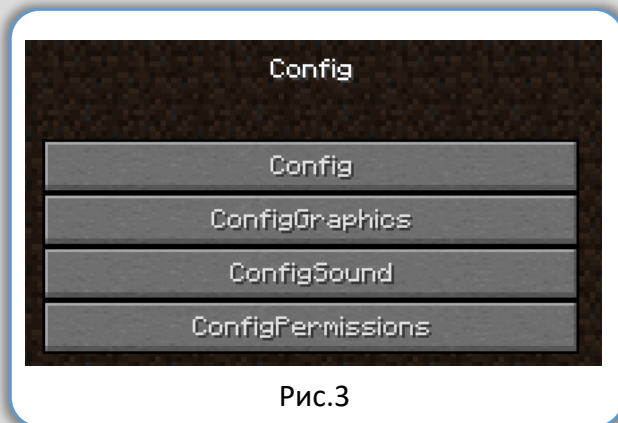 Config
Config
ConfigGraphics
ConfigSound
ConfigPermissions
Рис.3